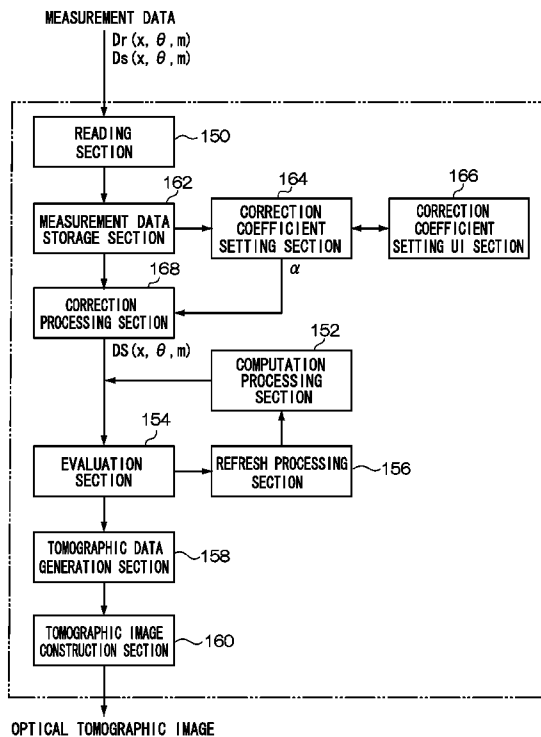 MEASUREMENT DATA
Dr(x, θ, m)
Ds(x, θ, m)
READING
SECTION
150
162
MEASUREMENT DATA
STORAGE SECTION
164
CORRECTION
COEFFICIENT
SETTING SECTION
166
CORRECTION
COEFFICIENT
SETTING UI SECTION
α
168
CORRECTION
PROCESSING SECTION
DS(x, θ, m)
152
COMPUTATION
PROCESSING
SECTION
154
EVALUATION
SECTION
REFRESH PROCESSING
SECTION
156
TOMOGRAPHIC DATA
GENERATION SECTION
158
TOMOGRAPHIC IMAGE
CONSTRUCTION SECTION
160
OPTICAL TOMOGRAPHIC IMAGE